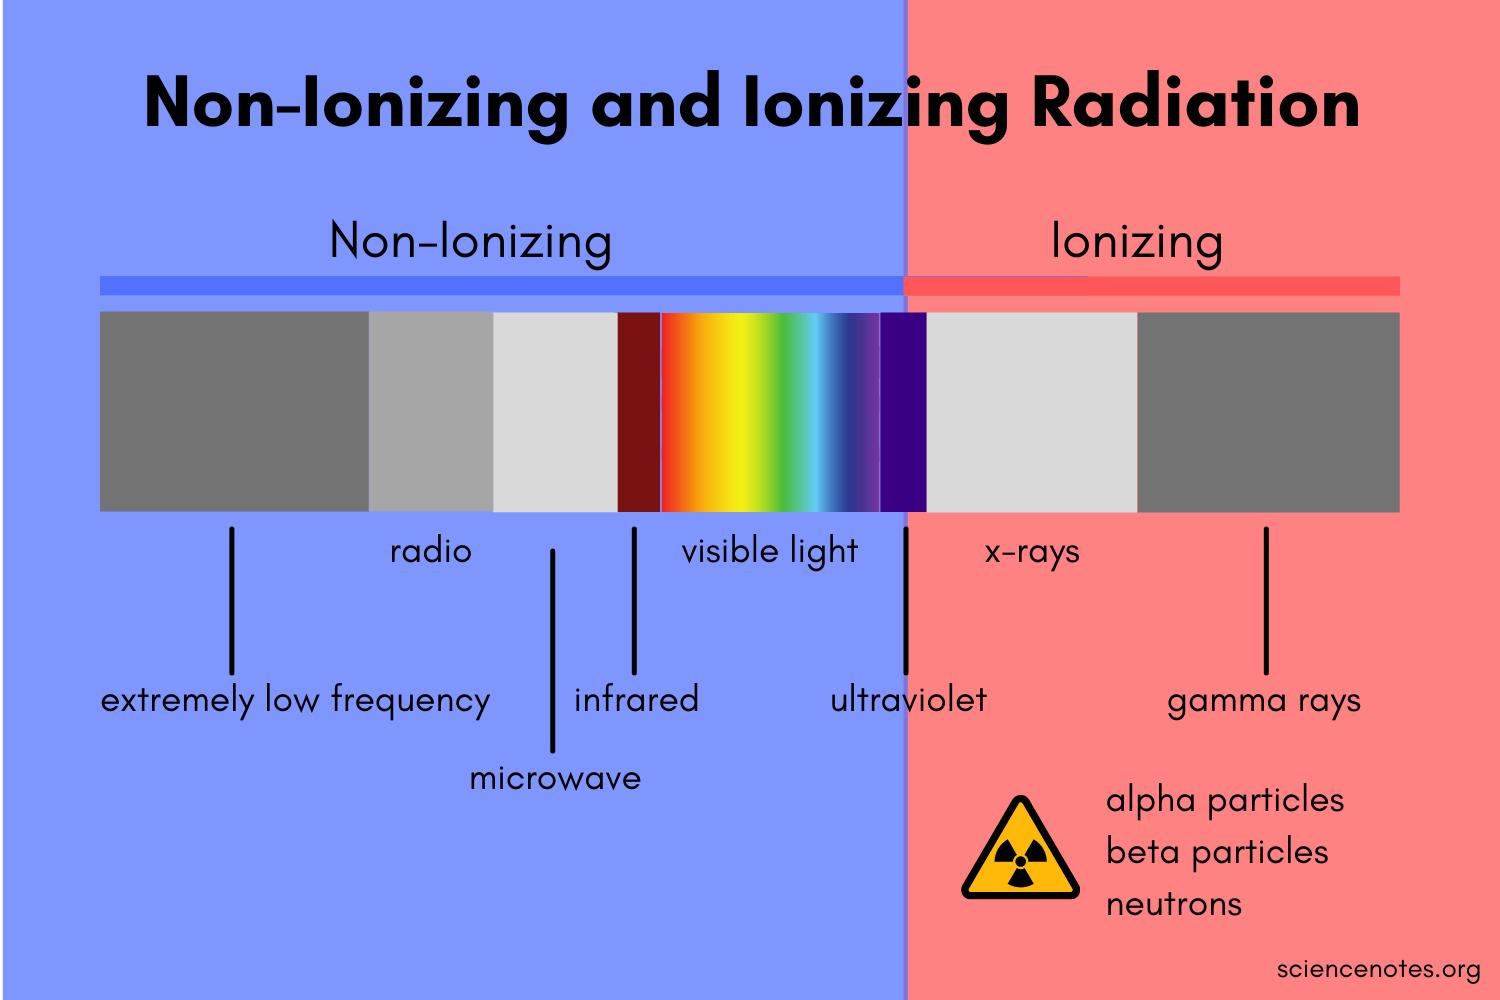 Non-Ionizing and Ionizing Radiation
Non-Ionizing
Ionizing
radio
visible light
x-rays
extremely low frequency
infrared
ultraviolet
gamma rays
microwave
alpha particles
beta particles
neutrons
sciencenotes.org